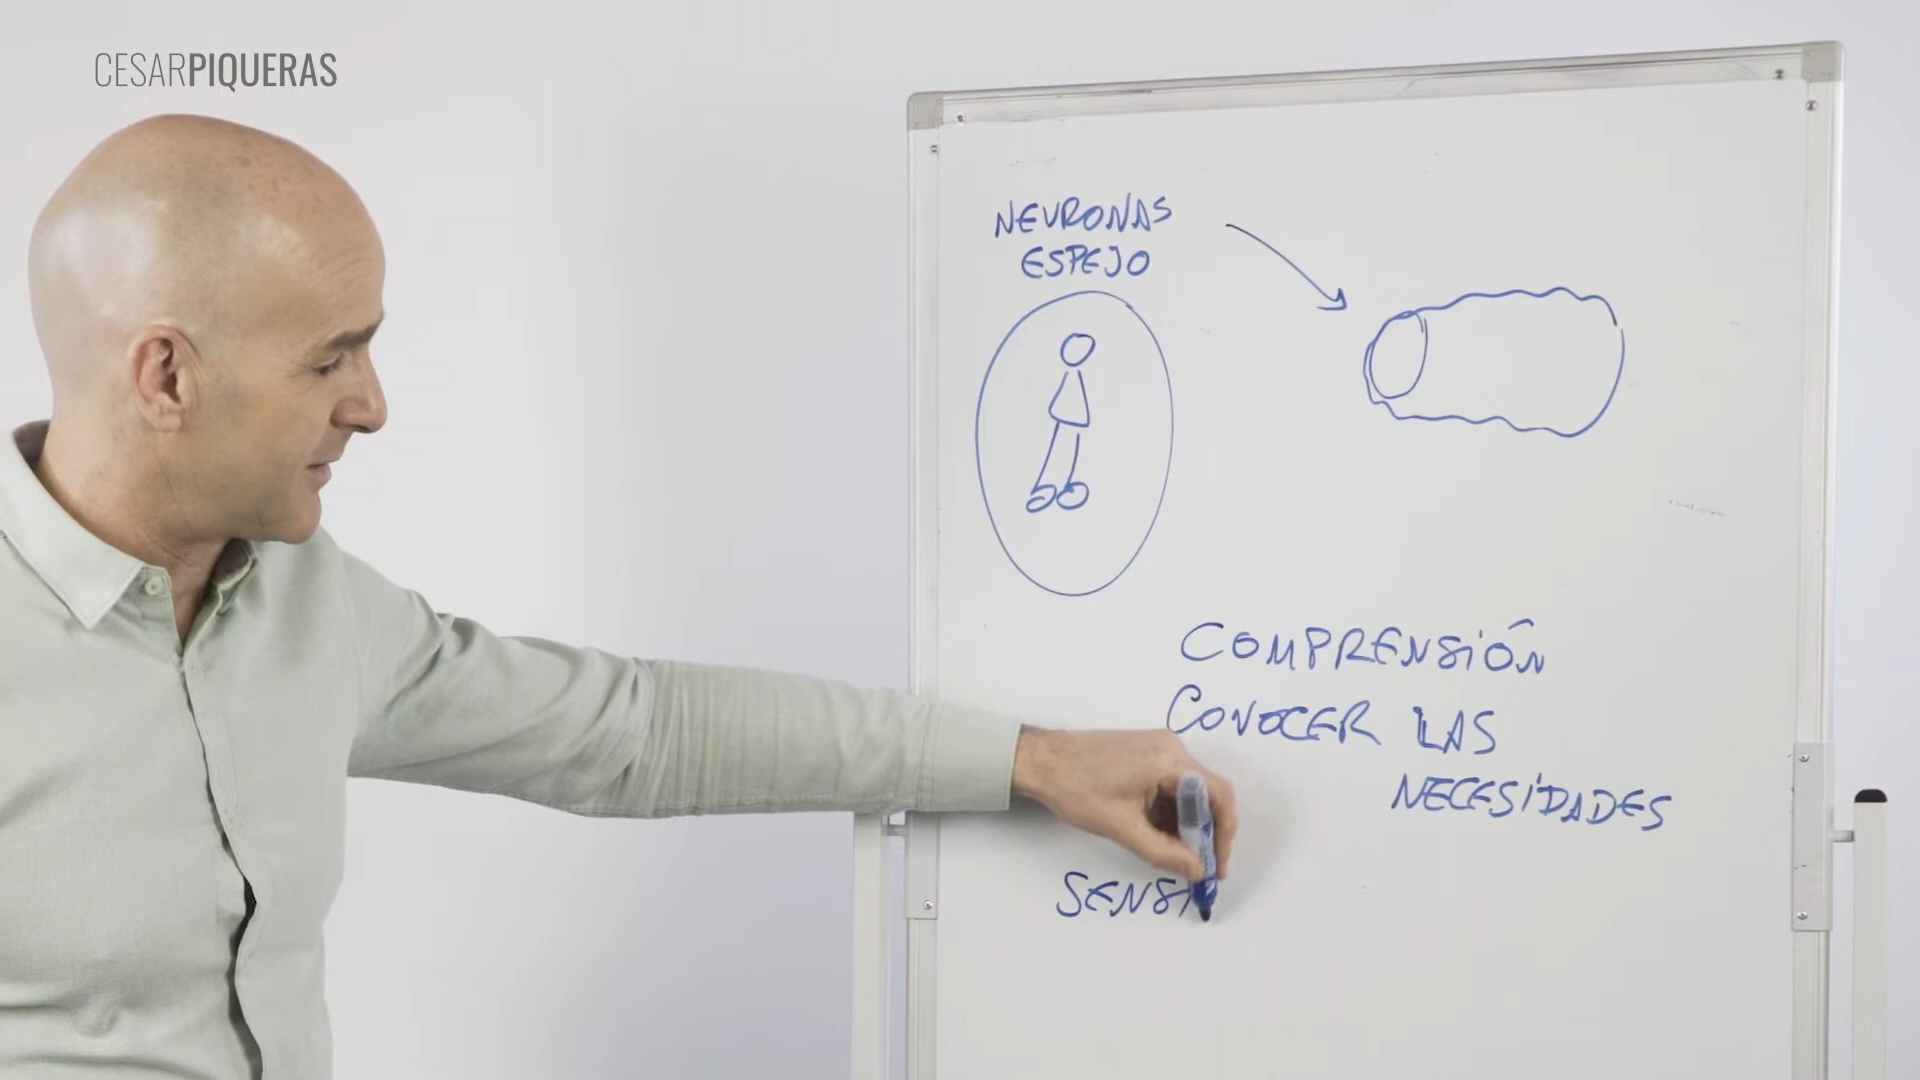 CESARPIQUERAS
NEURONAS
ESPEJO
COMPRENSIÓN
CONOCER LAS
NECESIDADES
SENSI